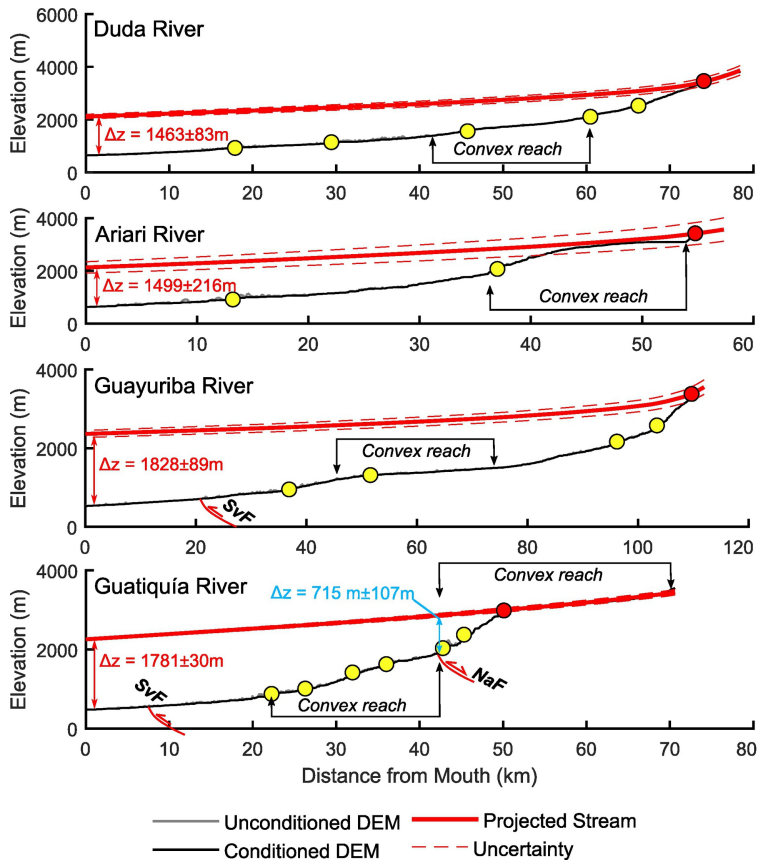 Duda River
Elevation (m)
6000
4000
2000
0
Δz = 1463±83m
Convex reach
0 10 20 30 40 50 60 70 80
Ariari River
Elevation (m)
4000
2000
0
Δz = 1499±216m
Convex reach
0 10 20 30 40 50 60
Guayuriba River
Elevation (m)
4000
2000
0
Δz = 1828±89m
Convex reach
SvF
0 20 40 60 80 100 120
Guatiquía River
Elevation (m)
4000
2000
0
Convex reach
Δz = 715 m±107m
Δz = 1781±30m
SvF
NaF
Convex reach
0 10 20 30 40 50 60 70 80
Distance from Mouth (km)
Unconditioned DEM
Projected Stream
Conditioned DEM
Uncertainty